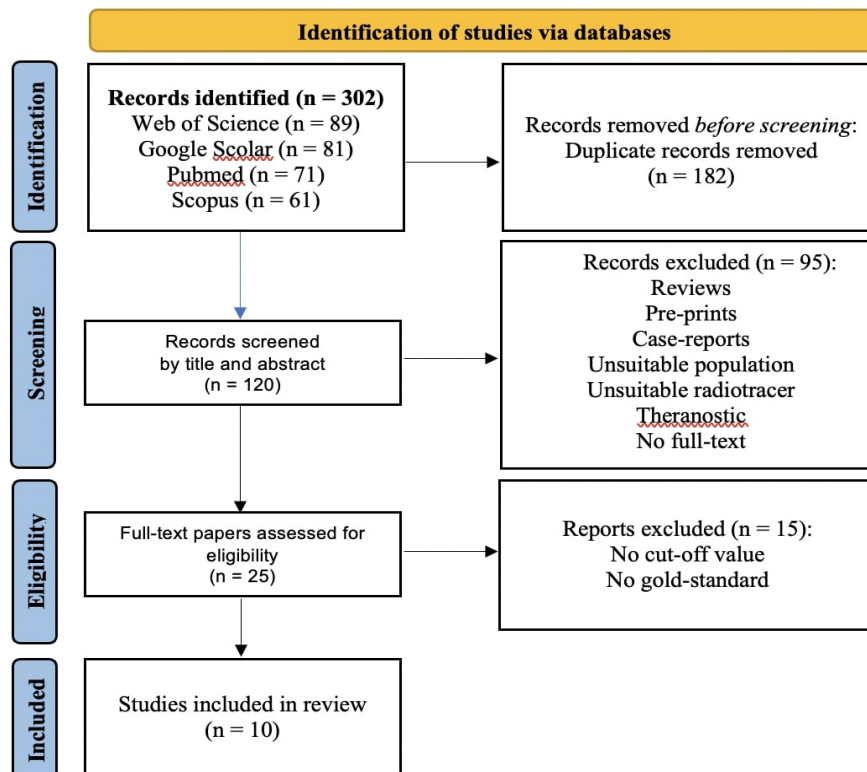 Identification of studies via databases
Identification
Records identified (n = 302)
Web of Science (n = 89)
Google Scolar (n = 81)
Pubmed (n = 71)
Scopus (n = 61)
Records removed before screening:
Duplicate records removed
(n = 182)
Screening
Records screened
by title and abstract
(n = 120)
Records excluded (n = 95):
Reviews
Pre-prints
Case-reports
Unsuitable population
Unsuitable radiotracer
Theranostic
No full-text
Eligibility
Full-text papers assessed for
eligibility
(n = 25)
Reports excluded (n = 15):
No cut-off value
No gold-standard
Included
Studies included in review
(n = 10)